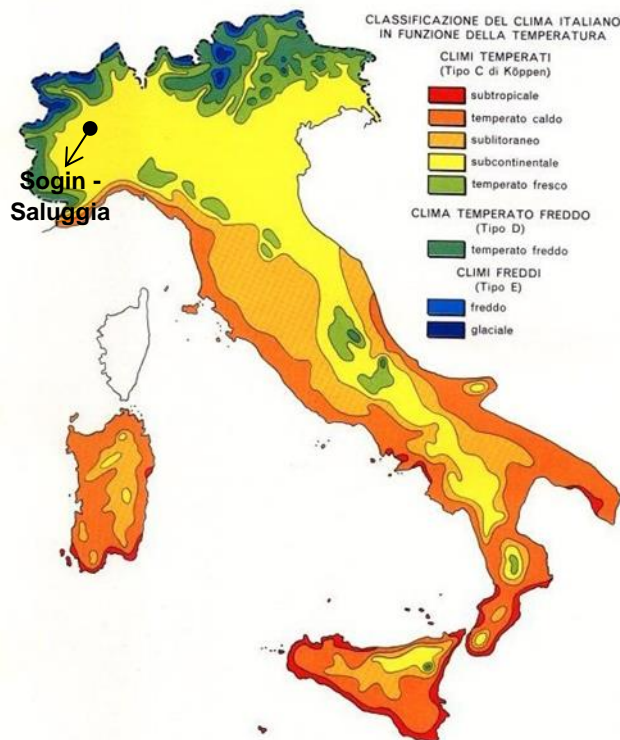 CLASSIFICAZIONE DEL CLIMA ITALIANO
IN FUNZIONE DELLA TEMPERATURA
CLIMI TEMPERATI
(Tipo C di Köppen)
subtropicale
temperato caldo
sublitoraneo
subcontinentale
temperato fresco
CLIMA TEMPERATO FREDDO
(Tipo D)
temperato freddo
CLIMI FREDDI
(Tipo E)
freddo
glaciale
Sogin -
Saluggia